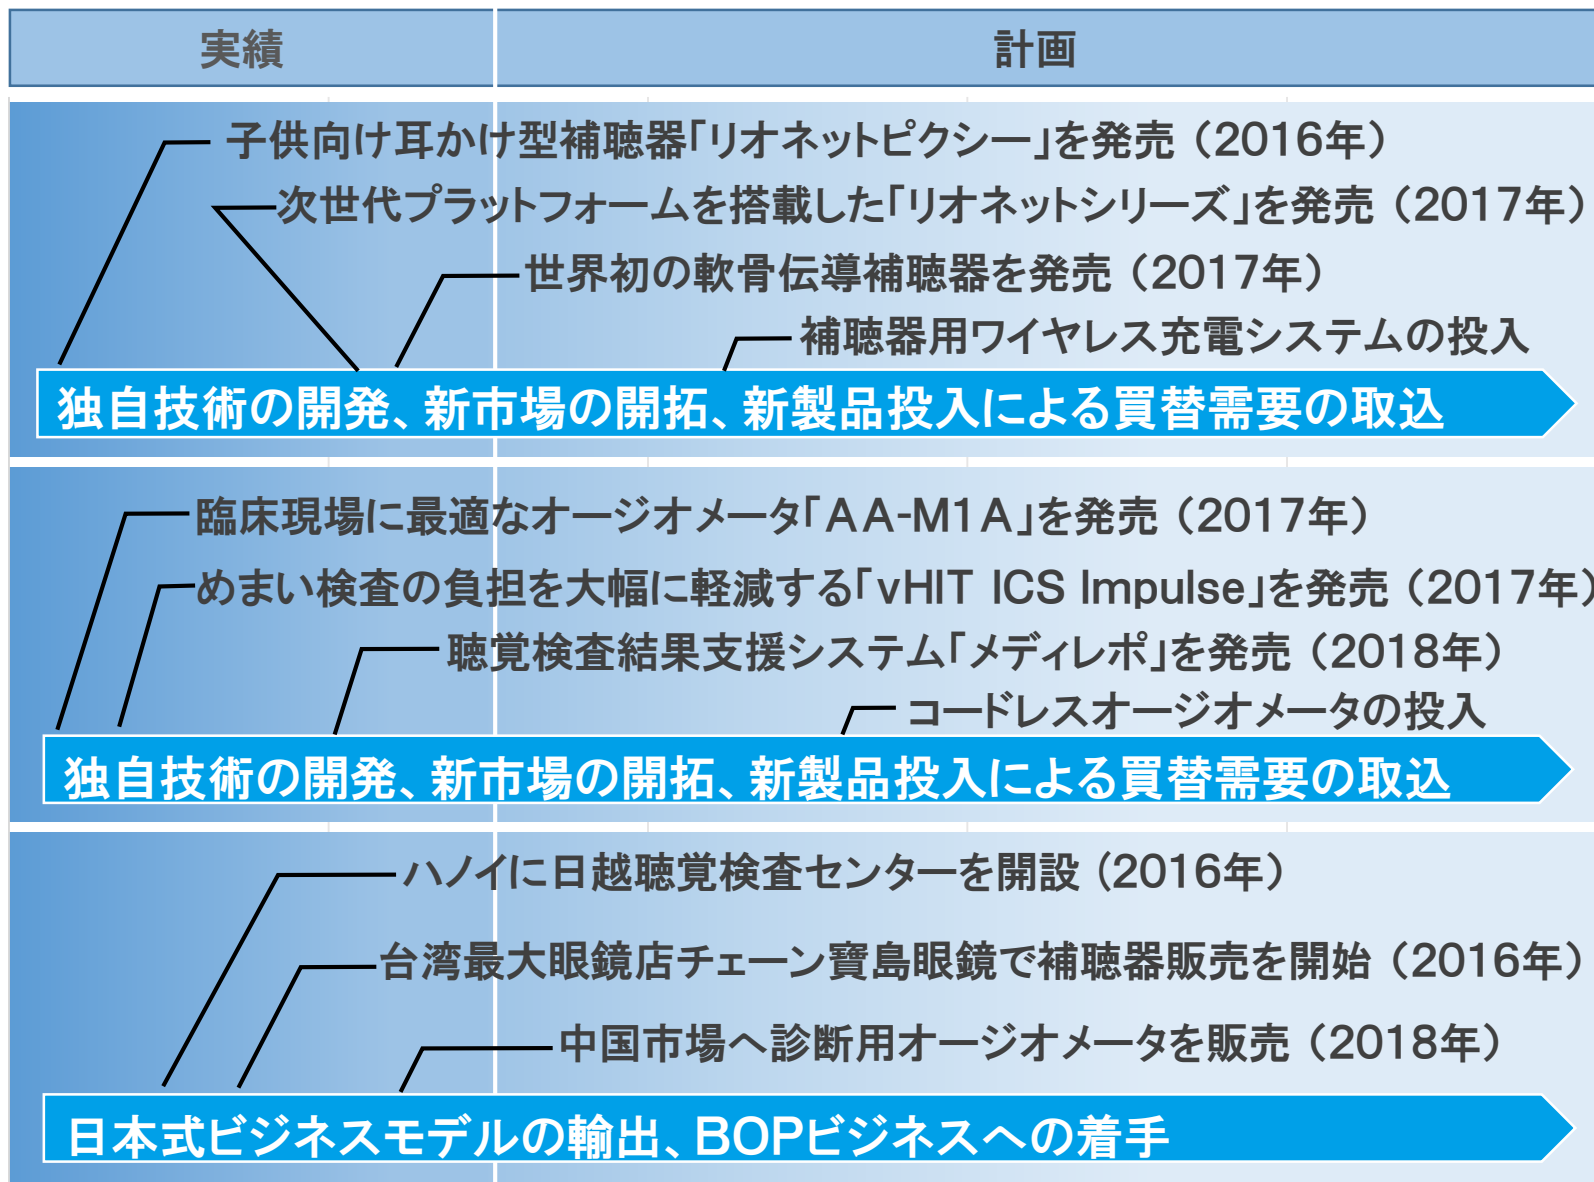 実績
計画
子供向け耳かけ型補聴器「リオネットピクシー」を発売（2016年）
次世代プラットフォームを搭載した「リオネットシリーズ」を発売（2017年）
世界初の軟骨伝導補聴器を発売（2017年）
補聴器用ワイヤレス充電システムの投入
独自技術の開発、新市場の開拓、新製品投入による買替需要の取込
臨床現場に最適なオージオメータ「AA-M1A」を発売（2017年）
めまい検査の負担を大幅に軽減する「vHIT ICS Impulse」を発売（2017年）
聴覚検査結果支援システム「メディレポ」を発売（2018年）
コードレスオージオメータの投入
独自技術の開発、新市場の開拓、新製品投入による買替需要の取込
ハノイに日越聴覚検査センターを開設（2016年）
台湾最大眼鏡店チェーン寶島眼鏡で補聴器販売を開始（2016年）
中国市場へ診断用オージオメータを販売（2018年）
日本式ビジネスモデルの輸出、BOPビジネスへの着手